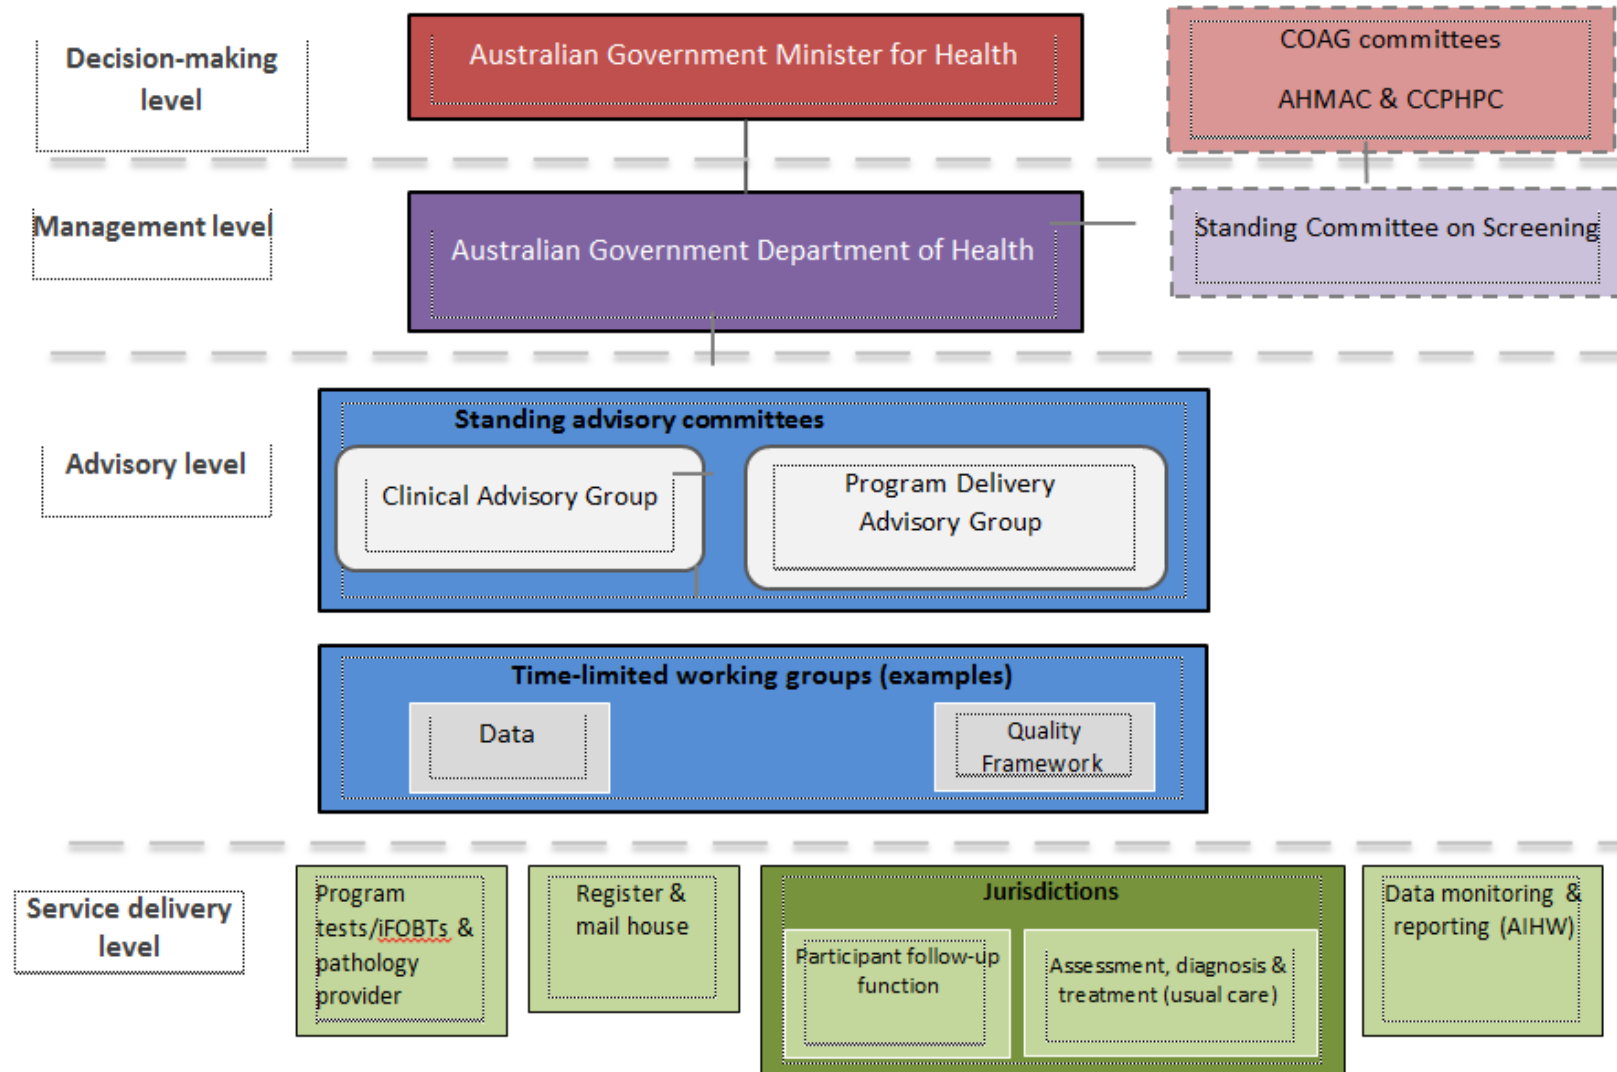 Decision-making
level
Australian Government Minister for Health
COAG committees
AHMAC & CCPHPC
Management level
Australian Government Department of Health
Standing Committee on Screening
Advisory level
Standing advisory committees
Clinical Advisory Group
Program Delivery
Advisory Group
Time-limited working groups (examples)
Data
Quality
Framework
Service delivery
level
Program
tests/iFOBTs &
pathology
provider
Register &
mail house
Jurisdictions
Participant follow-up
function
Assessment, diagnosis &
treatment (usual care)
Data monitoring &
reporting (AIHW)